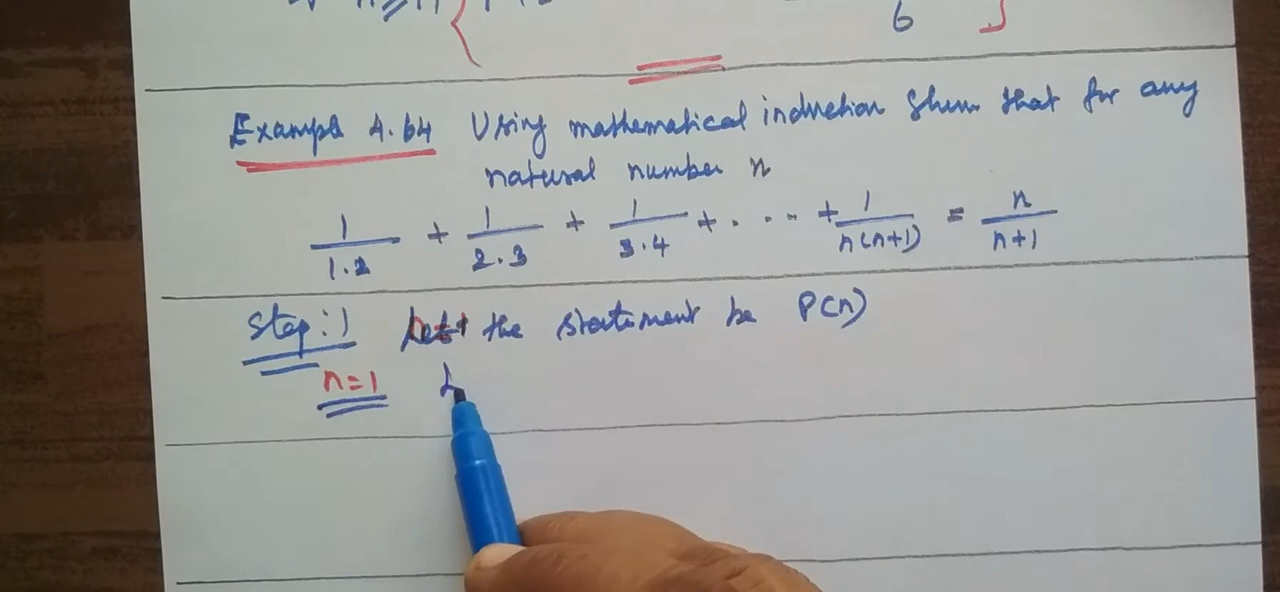 6 ]
Example 4.64 Using mathematical induction show that for any
natural number n
1/1.2 + 1/2.3 + 1/3.4 + . ... + 1/n(n+1) = n/n+1
Step:1 Let the statement be P(n)
n=1 L